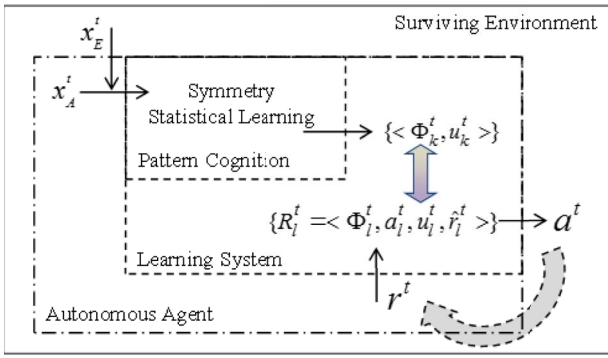 Surviving Environment
x_E^t
x_A^t
Symmetry
Statistical Learning
{< Φ_k^t, u_k^t >}
Pattern Cognition
{R_l^t =< Φ_l^t, a_l^t, u_l^t, r̂_l^t >}
a^t
Learning System
r^t
Autonomous Agent